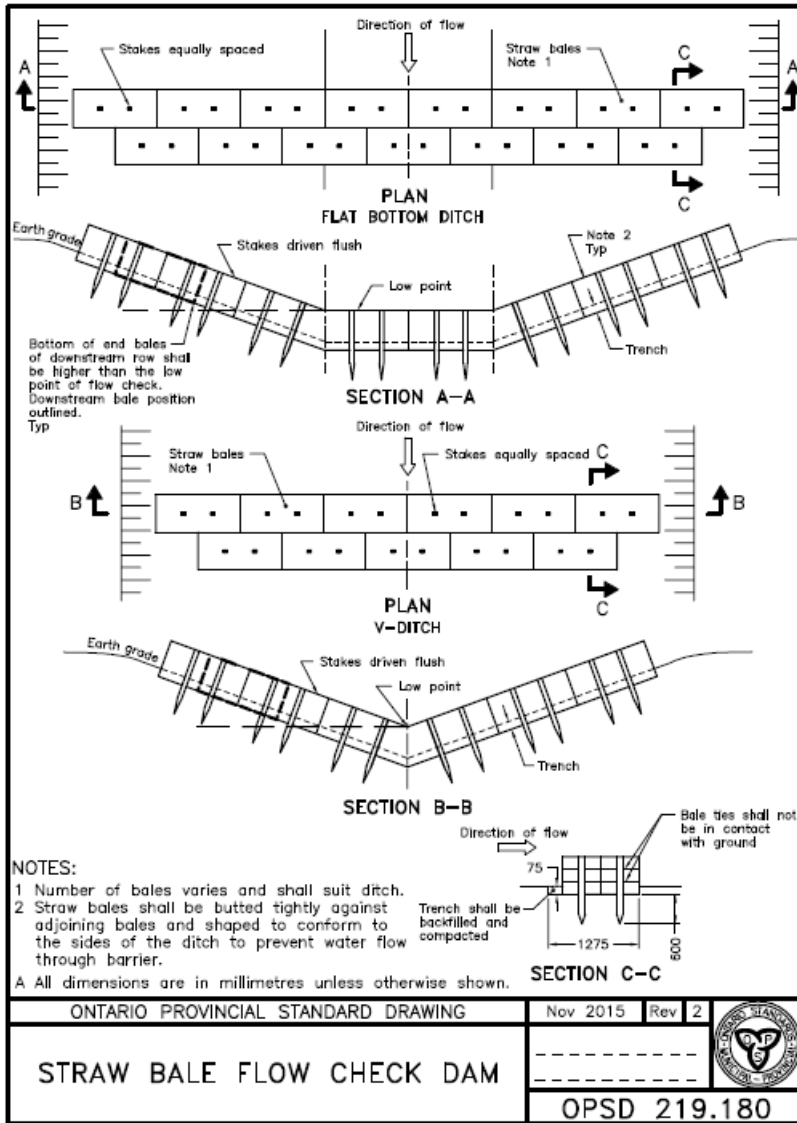 Direction of flow
Stakes equally spaced
Straw bales
Note 1
C
A
A
C
PLAN
FLAT BOTTOM DITCH
Earth grade
Stakes driven flush
Note 2
Typ
Low point
Trench
Bottom of end bales
of downstream row shall
be higher than the low
point of flow check.
Downstream bale position
outlined.
Typ
SECTION A-A
Direction of flow
Straw bales
Note 1
Stakes equally spaced
C
B
B
C
PLAN
V-DITCH
Earth grade
Stakes driven flush
Low point
Trench
SECTION B-B
Direction of flow
Bale ties shall not
be in contact
with ground
75
Trench shall be
backfilled and
compacted
1275
600
SECTION C-C
NOTES:
1 Number of bales varies and shall suit ditch.
2 Straw bales shall be butted tightly against
adjoining bales and shaped to conform to
the sides of the ditch to prevent water flow
through barrier.
A All dimensions are in millimetres unless otherwise shown.
ONTARIO PROVINCIAL STANDARD DRAWING
Nov 2015
Rev
2
STRAW BALE FLOW CHECK DAM
ONTARIO STANDARDS
MUNICIPAL - PROVINCIAL
O P S
OPSD 219.180